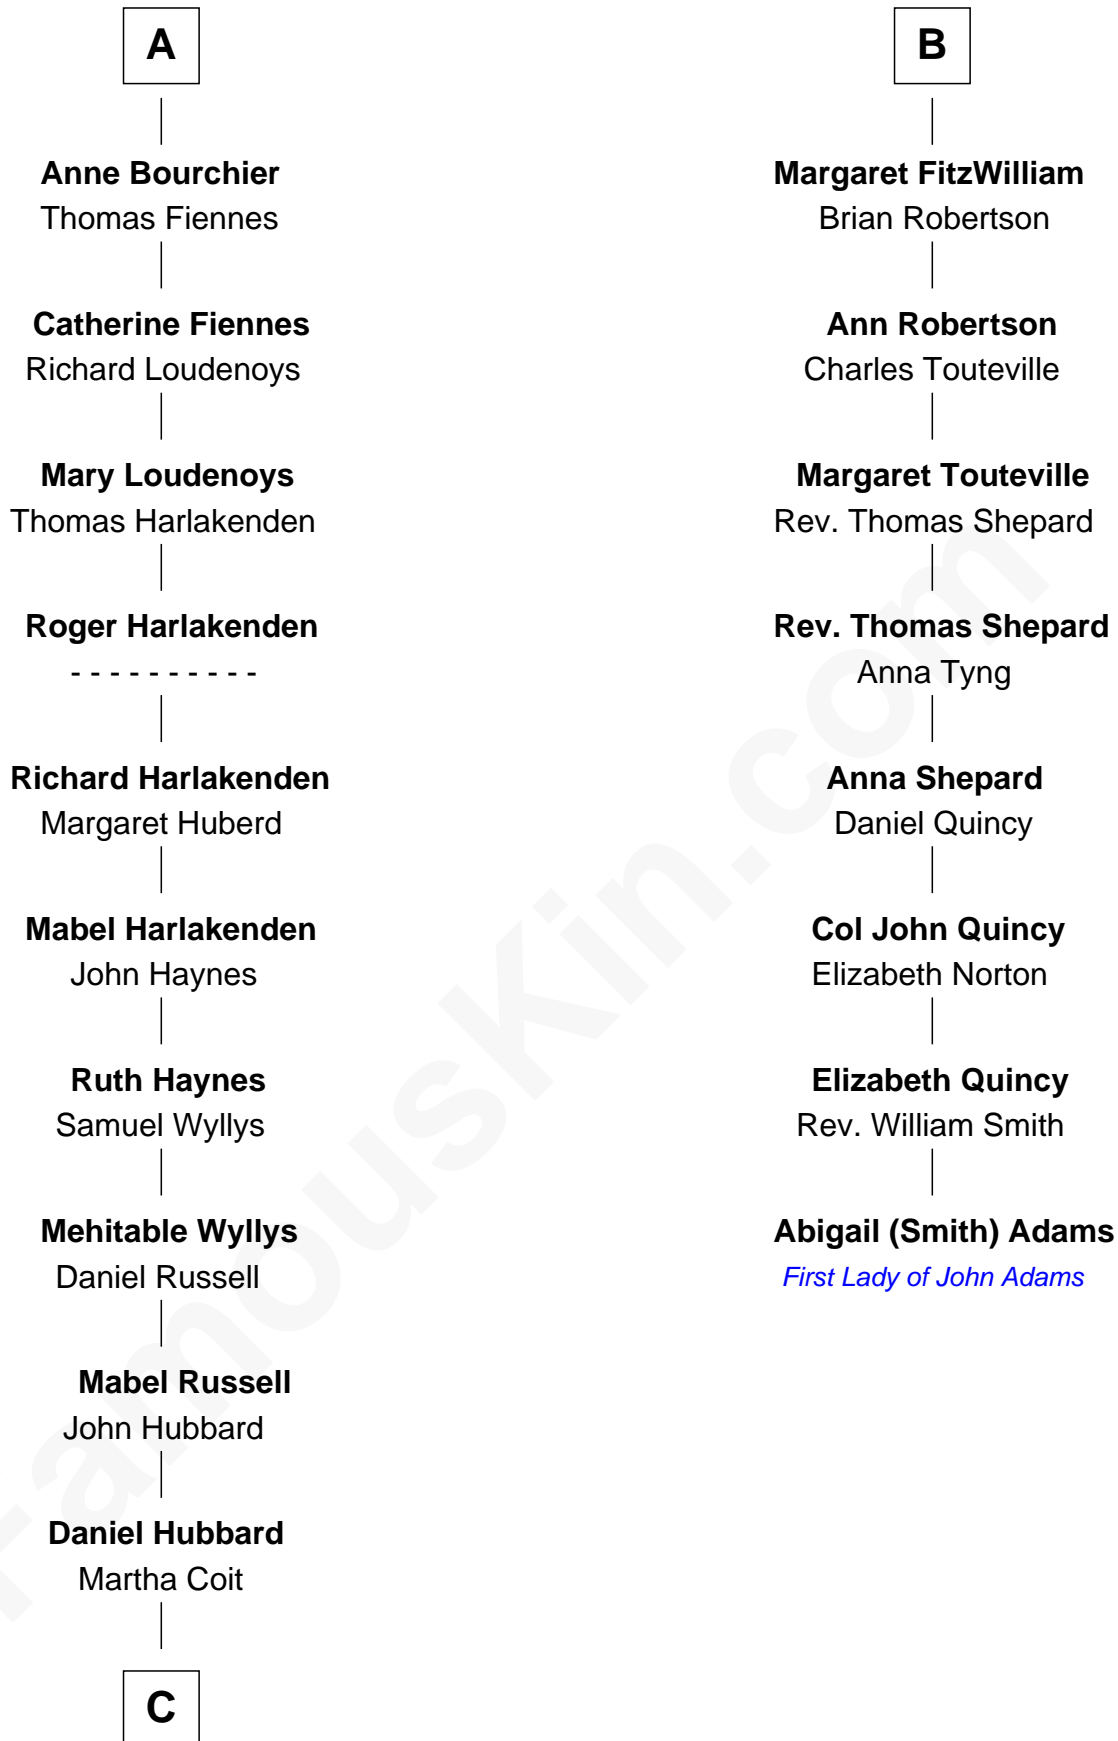 A
Anne Bourchier
Thomas Fiennes
Catherine Fiennes
Richard Loudenoys
Mary Loudenoys
Thomas Harlakenden
Roger Harlakenden
- - - - - - - - - -
Richard Harlakenden
Margaret Huberd
Mabel Harlakenden
John Haynes
Ruth Haynes
Samuel Wyllys
Mehitable Wyllys
Daniel Russell
Mabel Russell
John Hubbard
Daniel Hubbard
Martha Coit
C
B
Margaret FitzWilliam
Brian Robertson
Ann Robertson
Charles Touteville
Margaret Touteville
Rev. Thomas Shepard
Rev. Thomas Shepard
Anna Tyng
Anna Shepard
Daniel Quincy
Col John Quincy
Elizabeth Norton
Elizabeth Quincy
Rev. William Smith
Abigail (Smith) Adams
First Lady of John Adams
FamousKin.com